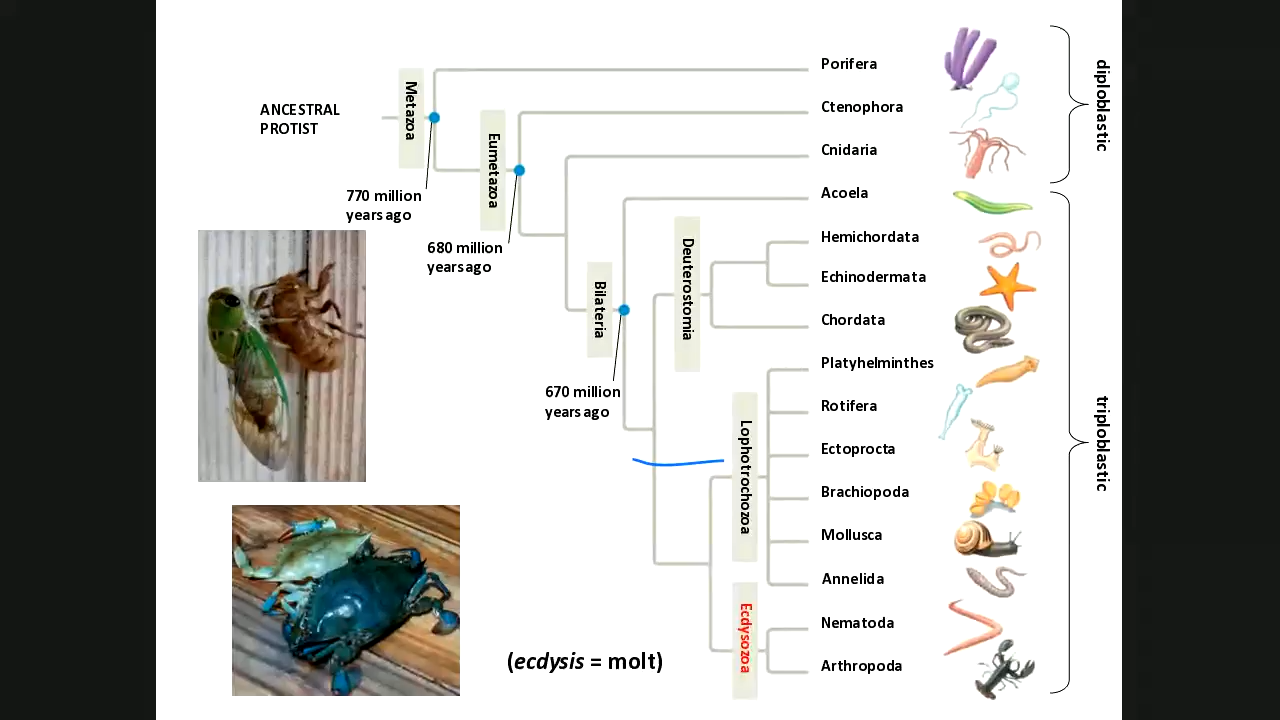 Porifera
Ctenophora
Cnidaria
Acoela
Hemichordata
Echinodermata
Chordata
Platyhelminthes
Rotifera
Ectoprocta
Brachiopoda
Mollusca
Annelida
Nematoda
Arthropoda
diploblastic
triploblastic
ANCESTRAL
PROTIST
Metazoa
770 million
years ago
Eumetazoa
680 million
years ago
Bilateria
670 million
years ago
Deuterostomia
Lophotrochozoa
Ecdysozoa
(ecdysis = molt)